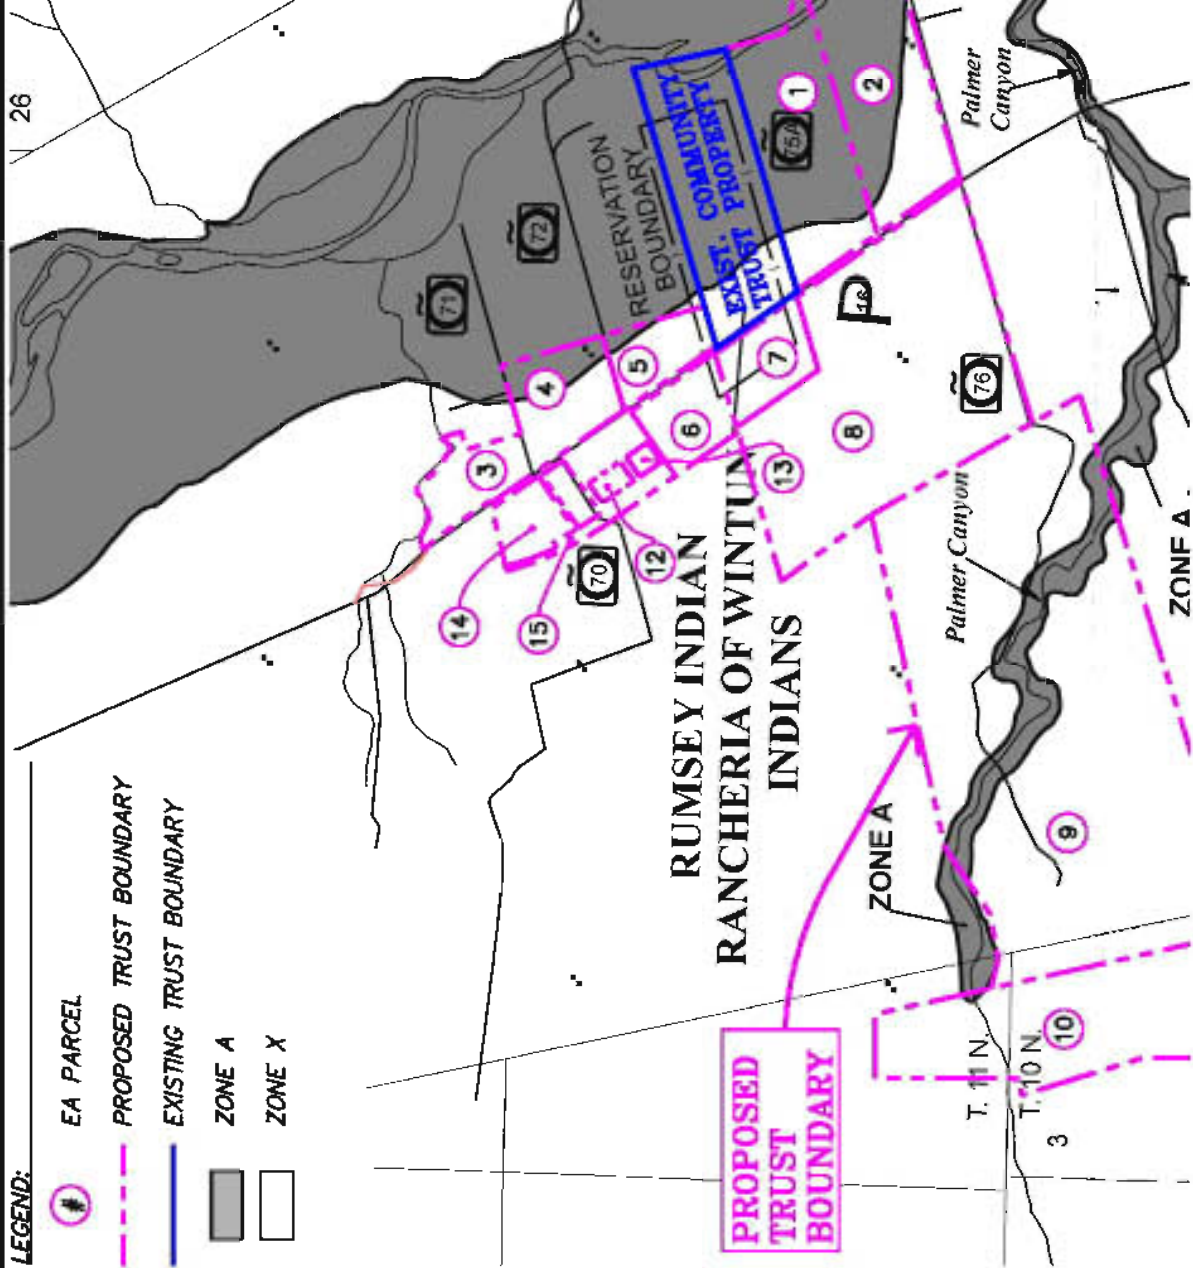 LEGEND:
#
EA PARCEL
PROPOSED TRUST BOUNDARY
EXISTING TRUST BOUNDARY
ZONE A
ZONE X
26
71
72
RESERVATION
BOUNDARY
EXIST. COMMUNITY
TRUST PROPERTY
75A
1
2
Palmer
Canyon
3
4
5
6
7
8
76
P
16
14
15
12
13
70
RUMSEY INDIAN
RANCHERIA OF WINTUN
INDIANS
Palmer Canyon
ZONE A
ZONE A
9
10
PROPOSED
TRUST
BOUNDARY
T. 11 N.
T. 10 N.
3